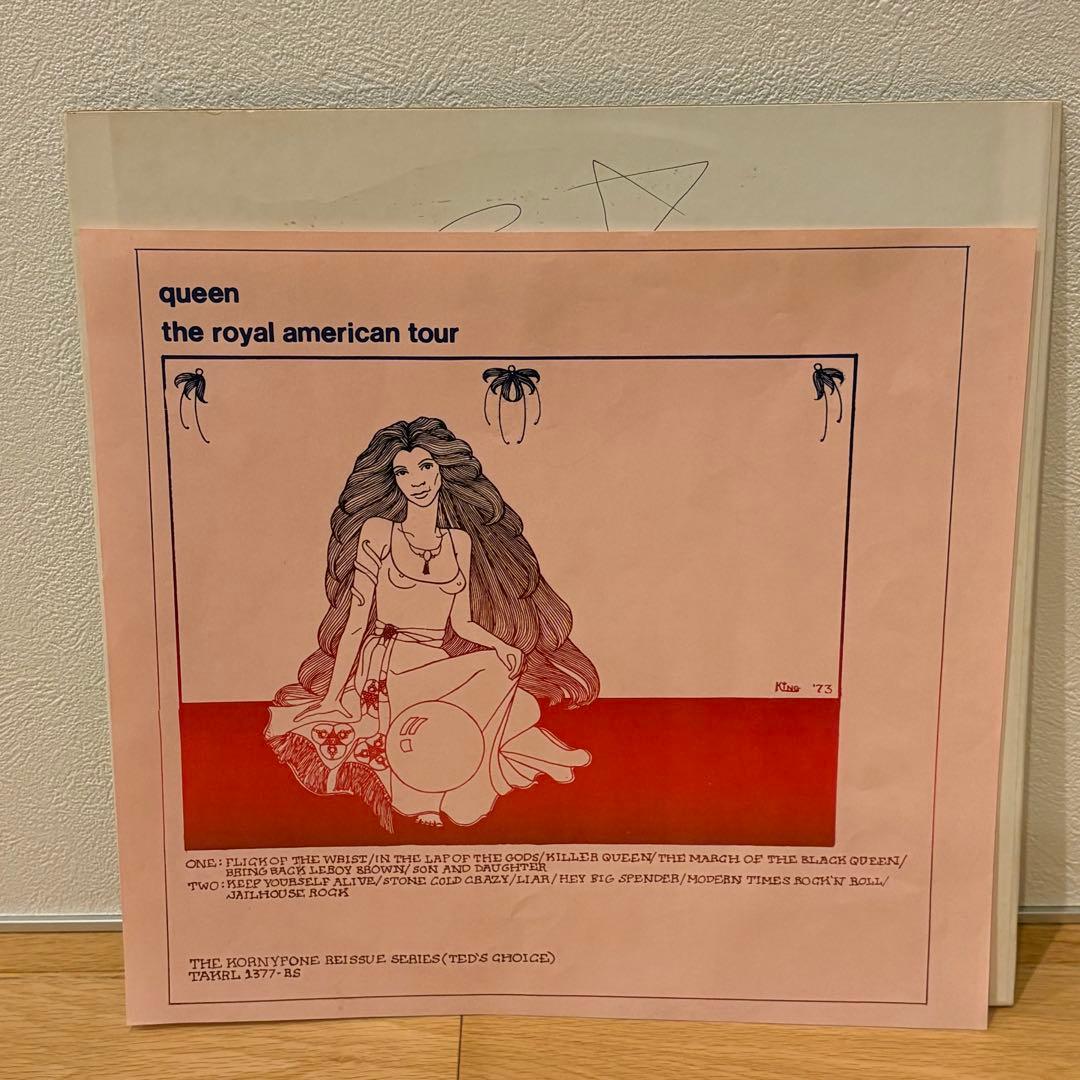 queen
the royal american tour
KING '73
ONE: FLICK OF THE WRIST/IN THE LAP OF THE GODS/KILLER QUEEN/THE MARCH OF THE BLACK QUEEN/
BRING BACK LEROY BROWN/SON AND DAUGHTER
TWO: KEEP YOURSELF ALIVE/STONE COLD CRAZY/LIAR/HEY BIG SPENDER/MODERN TIMES ROCK'N ROLL/
JAILHOUSE ROCK
THE KORNYFONE REISSUE SERIES (TED'S CHOICE)
TAKRL 1377-RS